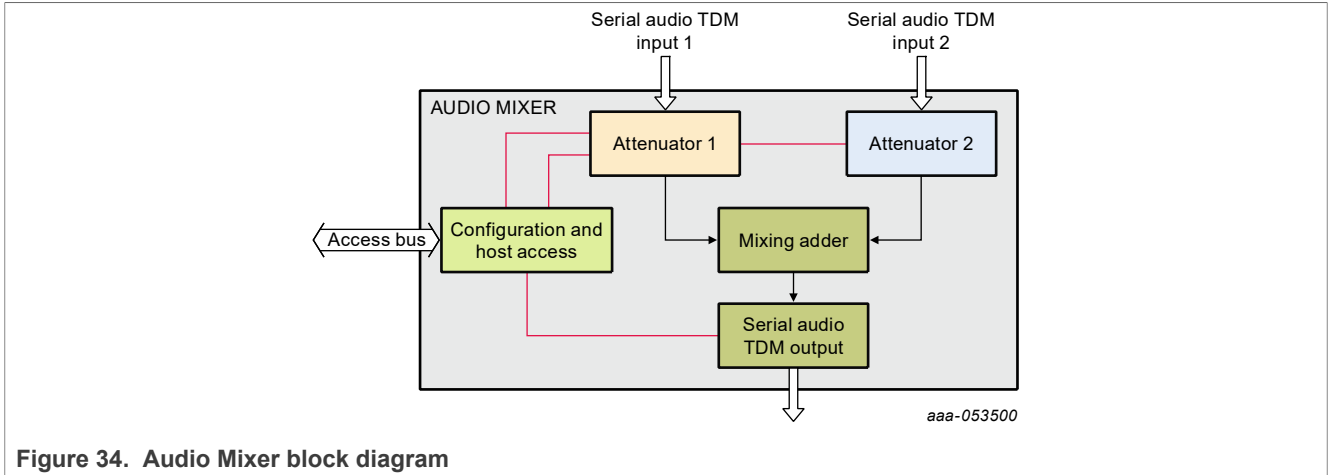 Serial audio TDM
input 1
Serial audio TDM
input 2
AUDIO MIXER
Attenuator 1
Attenuator 2
Access bus
Configuration and
host access
Mixing adder
Serial audio
TDM output
aaa-053500
Figure 34. Audio Mixer block diagram